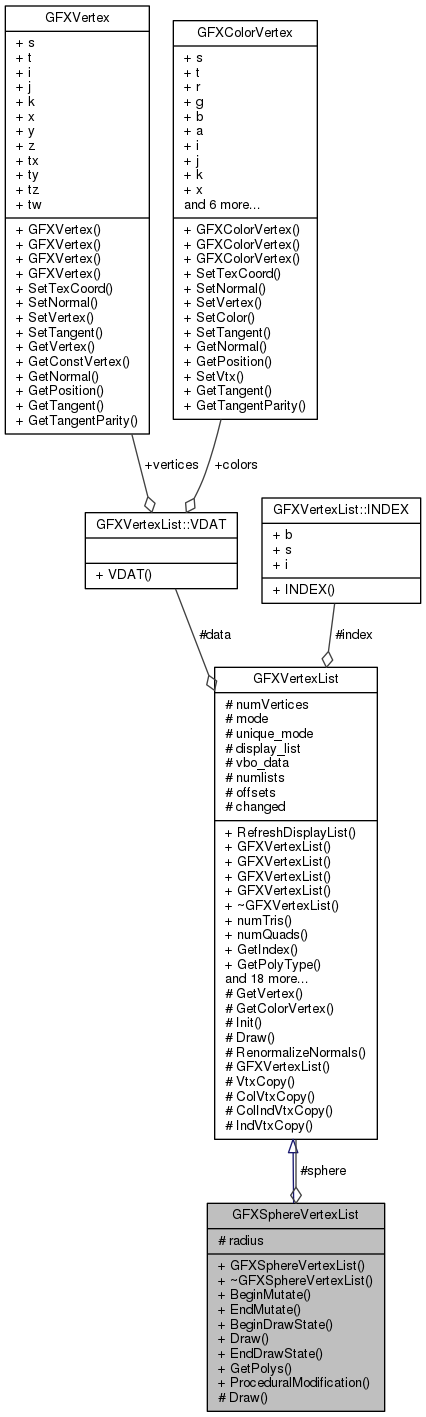 GFXVertex
+ s
+ t
+ i
+ j
+ k
+ x
+ y
+ z
+ tx
+ ty
+ tz
+ tw
+ GFXVertex()
+ GFXVertex()
+ GFXVertex()
+ GFXVertex()
+ SetTexCoord()
+ SetNormal()
+ SetVertex()
+ SetTangent()
+ GetVertex()
+ GetConstVertex()
+ GetNormal()
+ GetPosition()
+ GetTangent()
+ GetTangentParity()
GFXColorVertex
+ s
+ t
+ r
+ g
+ b
+ a
+ i
+ j
+ k
+ x
and 6 more...
+ GFXColorVertex()
+ GFXColorVertex()
+ GFXColorVertex()
+ SetTexCoord()
+ SetNormal()
+ SetVertex()
+ SetColor()
+ SetTangent()
+ GetNormal()
+ GetPosition()
+ SetVtx()
+ GetTangent()
+ GetTangentParity()
+vertices
+colors
GFXVertexList::VDAT
+ VDAT()
GFXVertexList::INDEX
+ b
+ s
+ i
+ INDEX()
#data
#index
GFXVertexList
# numVertices
# mode
# unique_mode
# display_list
# vbo_data
# numlists
# offsets
# changed
+ RefreshDisplayList()
+ GFXVertexList()
+ GFXVertexList()
+ GFXVertexList()
+ GFXVertexList()
+ ~GFXVertexList()
+ numTris()
+ numQuads()
+ GetIndex()
+ GetPolyType()
and 18 more...
# GetVertex()
# GetColorVertex()
# Init()
# Draw()
# RenormalizeNormals()
# GFXVertexList()
# VtxCopy()
# ColVtxCopy()
# ColIndVtxCopy()
# IndVtxCopy()
#sphere
GFXSphereVertexList
# radius
+ GFXSphereVertexList()
+ ~GFXSphereVertexList()
+ BeginMutate()
+ EndMutate()
+ BeginDrawState()
+ Draw()
+ EndDrawState()
+ GetPolys()
+ ProceduralModification()
# Draw()